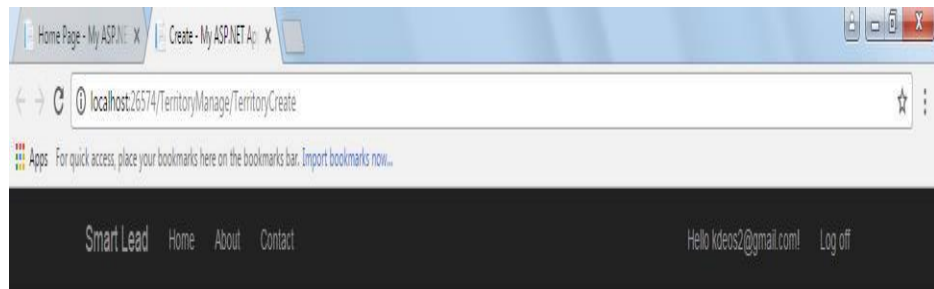 Home Page - My ASP.NE
Create - My ASP.NET Ap
localhost:26574/TerritoryManage/TerritoryCreate
Apps For quick access, place your bookmarks here on the bookmarks bar. Import bookmarks now...
Smart Lead Home About Contact Hello kdeos2@gmail.com! Log off